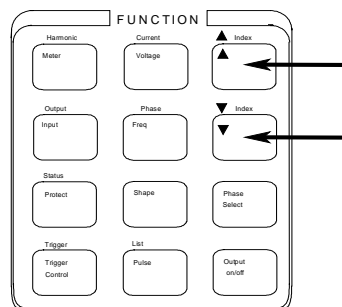 FUNCTION
Harmonic Current ▲ Index
Meter Voltage ▲
Output Phase ▼ Index
Input Freq ▼
Status
Protect Shape Phase
Select
Trigger List
Trigger Pulse Output
Control on/off